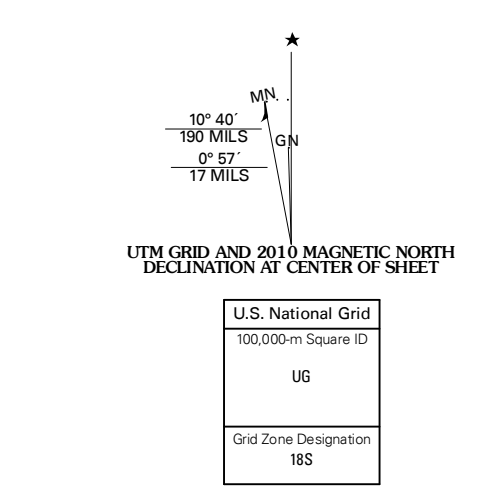 ★
MN
10° 40´
190 MILS
GN
0° 57´
17 MILS
UTM GRID AND 2010 MAGNETIC NORTH
DECLINATION AT CENTER OF SHEET
U.S. National Grid
100,000-m Square ID
UG
Grid Zone Designation
18S